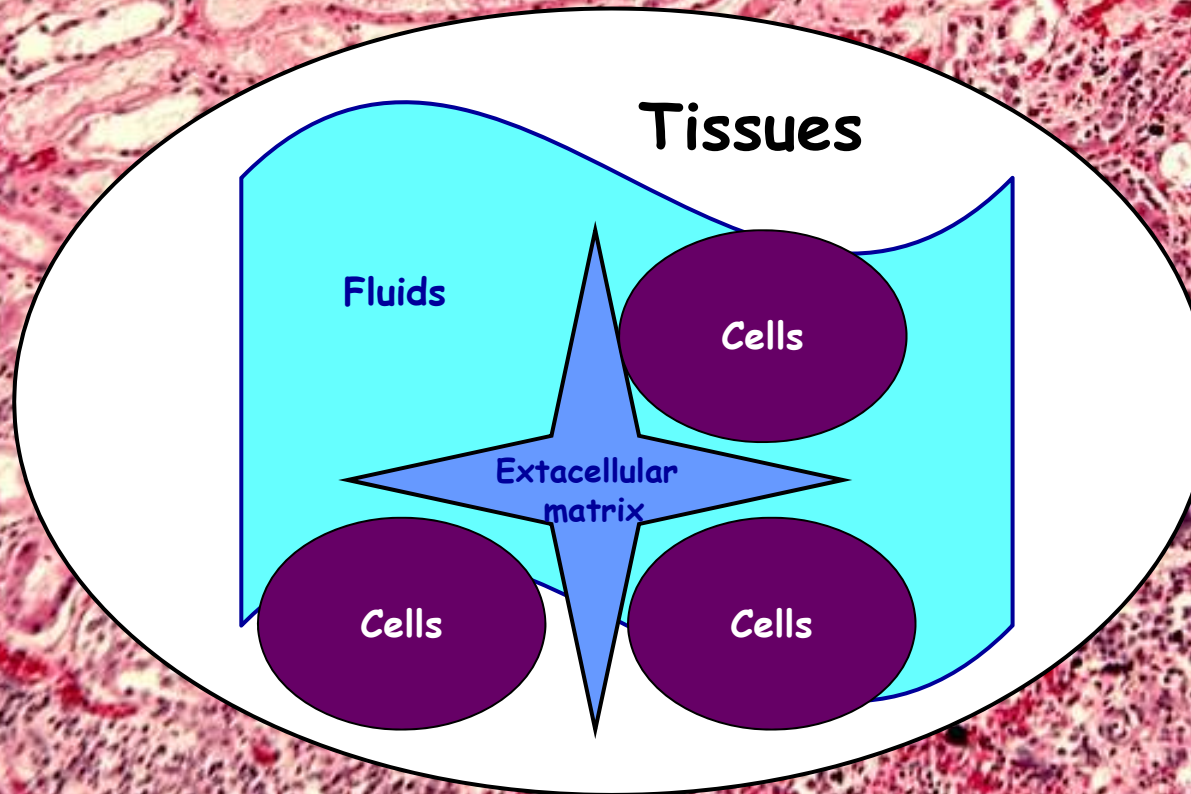 Tissues
Fluids
Cells
Extacellular
matrix
Cells
Cells